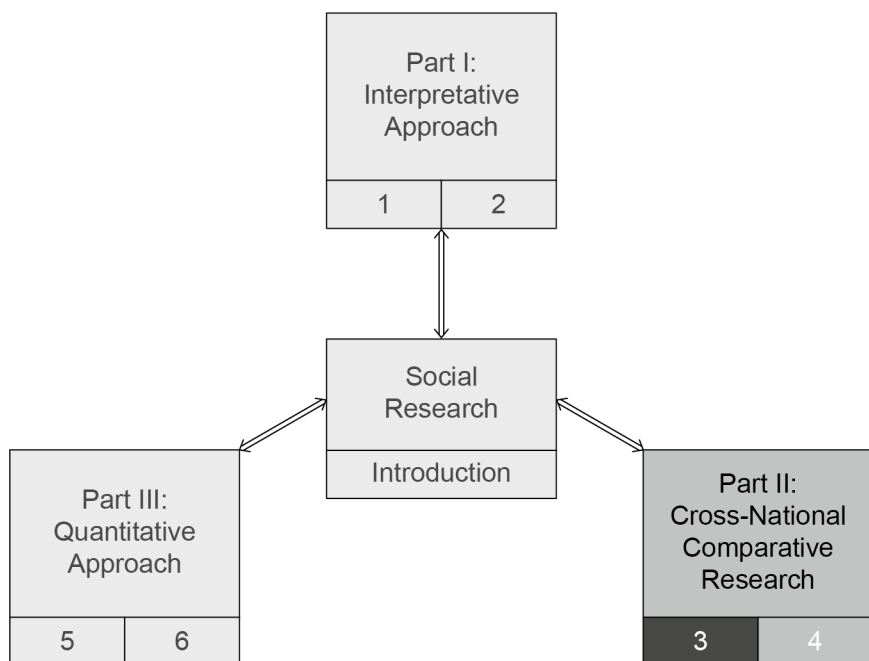 Part I:
Interpretative
Approach
1
2
Social
Research
Introduction
Part III:
Quantitative
Approach
5
6
Part II:
Cross-National
Comparative
Research
3
4